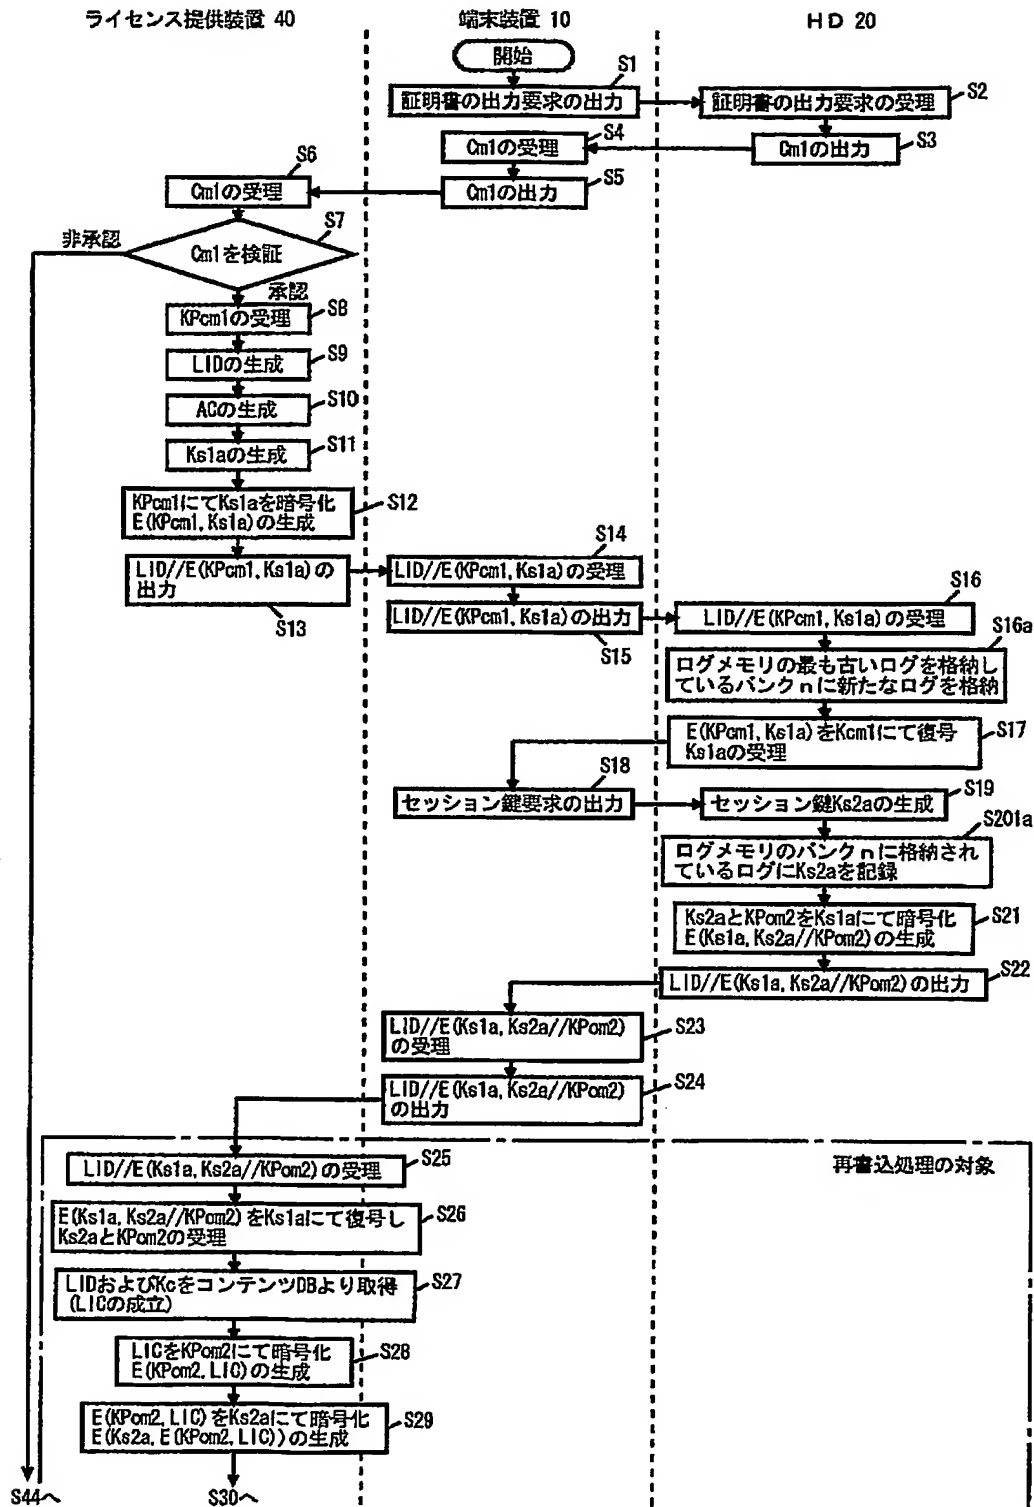 ライセンス提供装置 40
端末装置 10
HD 20
開始
S1
証明書の出力要求の出力
S2
証明書の出力要求の受理
S3
Cm1の出力
S4
Cm1の受理
S5
Cm1の出力
S6
Cm1の受理
S7
Cm1を検証
非承認
承認
S8
KPcm1の受理
S9
LIDの生成
S10
ACの生成
S11
Ks1aの生成
S12
KPcm1にてKs1aを暗号化
E(KPcm1, Ks1a)の生成
LID//E(KPcm1, Ks1a)の
出力
S13
S14
LID//E(KPcm1, Ks1a)の受理
LID//E(KPcm1, Ks1a)の出力
S15
S16
LID//E(KPcm1, Ks1a)の受理
S16a
ログメモリの最も古いログを格納し
ているバンクnに新たなログを格納
S17
E(KPcm1, Ks1a)をKcm1にて復号
Ks1aの受理
S18
セッション鍵要求の出力
S19
セッション鍵Ks2aの生成
S201a
ログメモリのバンクnに格納され
ているログにKs2aを記録
S21
Ks2aとKPom2をKs1aにて暗号化
E(Ks1a, Ks2a//KPom2)の生成
S22
LID//E(Ks1a, Ks2a//KPom2)の出力
S23
LID//E(Ks1a, Ks2a//KPom2)
の受理
S24
LID//E(Ks1a, Ks2a//KPom2)
の出力
再書込処理の対象
S25
LID//E(Ks1a, Ks2a//KPom2)の受理
S26
E(Ks1a, Ks2a//KPom2)をKs1aにて復号し
Ks2aとKPom2の受理
S27
LIDおよびKcをコンテンツDBより取得
(LICの成立)
S28
LICをKPom2にて暗号化
E(KPom2, LIC)の生成
S29
E(KPom2, LIC)をKs2aにて暗号化
E(Ks2a, E(KPom2, LIC))の生成
S44へ
S30へ